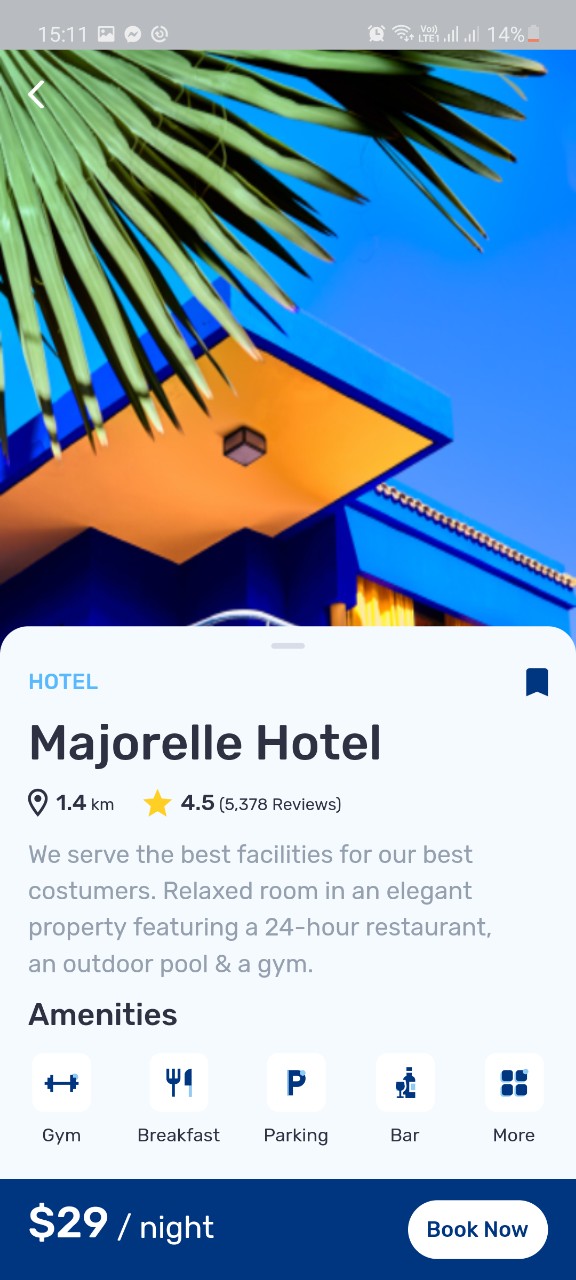 15:11 Vo)) LTE1 14%
HOTEL
Majorelle Hotel
1.4 km 4.5 (5,378 Reviews)
We serve the best facilities for our best
costumers. Relaxed room in an elegant
property featuring a 24-hour restaurant,
an outdoor pool & a gym.
Amenities
P
Gym Breakfast Parking Bar More
$29 / night Book Now